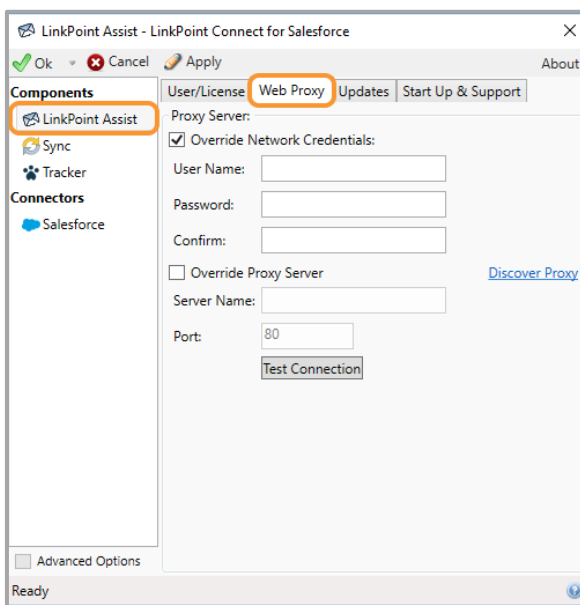 LinkPoint Assist - LinkPoint Connect for Salesforce
Ok Cancel Apply About
Components
LinkPoint Assist
Sync
Tracker
Connectors
Salesforce
User/License Web Proxy Updates Start Up & Support
Proxy Server:
Override Network Credentials:
User Name:
Password:
Confirm:
Override Proxy Server Discover Proxy
Server Name:
Port: 80
Test Connection
Advanced Options
Ready